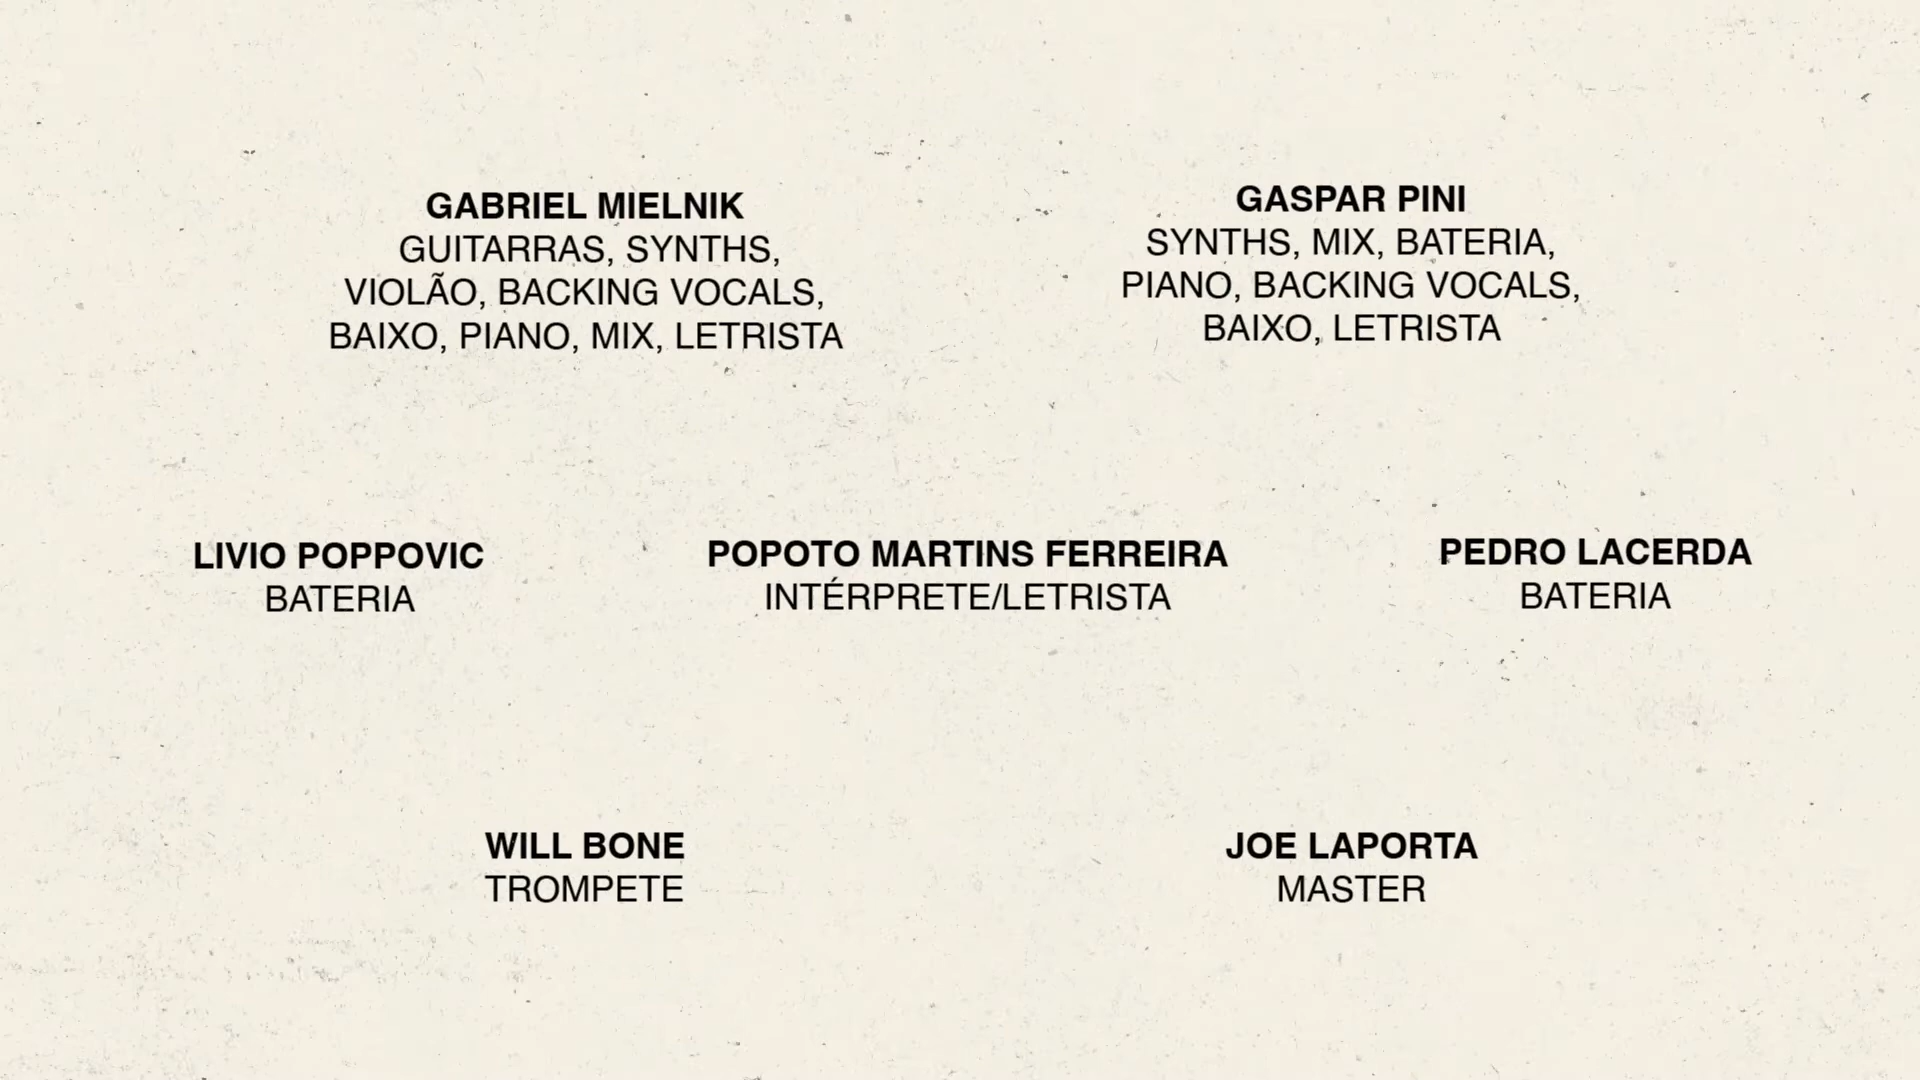 GABRIEL MIELNIK
GUITARRAS, SYNTHS,
VIOLÃO, BACKING VOCALS,
BAIXO, PIANO, MIX, LETRISTA
GASPAR PINI
SYNTHS, MIX, BATERIA,
PIANO, BACKING VOCALS,
BAIXO, LETRISTA
LIVIO POPPOVIC
BATERIA
POPOTO MARTINS FERREIRA
INTÉRPRETE/LETRISTA
PEDRO LACERDA
BATERIA
WILL BONE
TROMPETE
JOE LAPORTA
MASTER